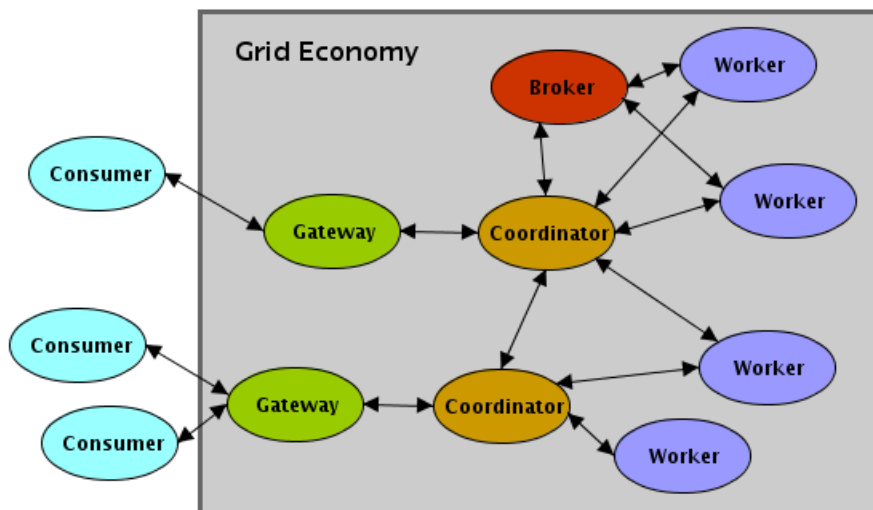 Grid Economy
Worker
Broker
Consumer
Worker
Gateway
Coordinator
Consumer
Worker
Gateway
Coordinator
Consumer
Worker